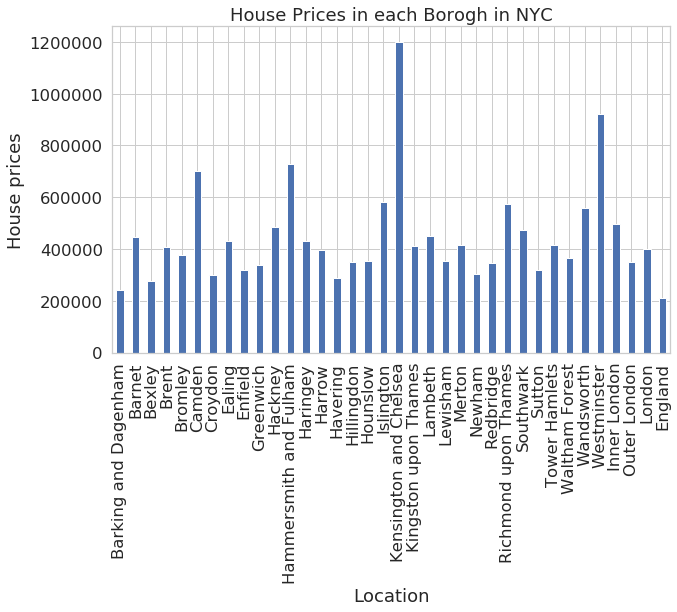 House Prices in each Borogh in NYC
House prices
1200000
1000000
800000
600000
400000
200000
0
Barking and Dagenham
Barnet
Bexley
Brent
Bromley
Camden
Croydon
Ealing
Enfield
Greenwich
Hackney
Hammersmith and Fulham
Haringey
Harrow
Havering
Hillingdon
Hounslow
Islington
Kensington and Chelsea
Kingston upon Thames
Lambeth
Lewisham
Merton
Newham
Redbridge
Richmond upon Thames
Southwark
Sutton
Tower Hamlets
Waltham Forest
Wandsworth
Westminster
Inner London
Outer London
London
England
Location